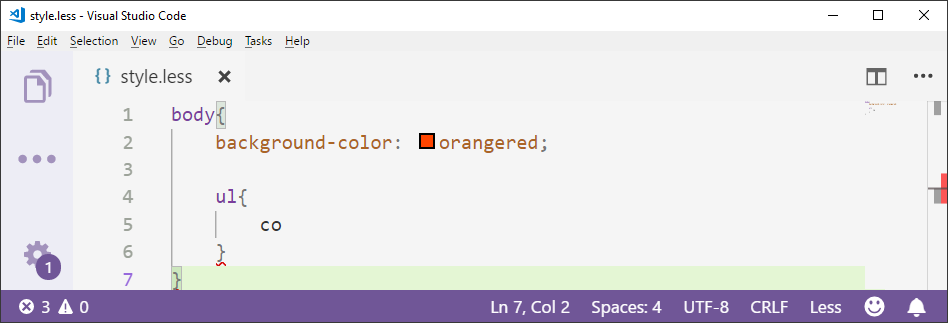 style.less - Visual Studio Code
File Edit Selection View Go Debug Tasks Help
{} style.less
1 body{
2 background-color: orangered;
3
4 ul{
5 co
6 }
7 }
1
3 0 Ln 7, Col 2 Spaces: 4 UTF-8 CRLF Less